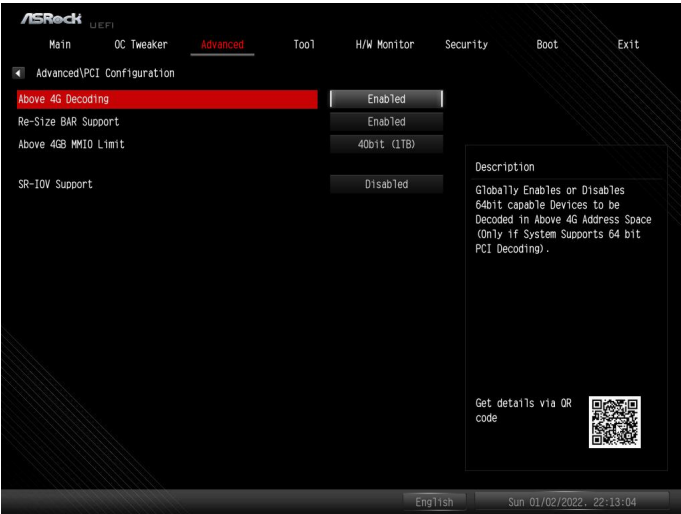 ASRock UEFI
Main OC Tweaker Advanced Tool H/W Monitor Security Boot Exit
Advanced\PCI Configuration
Above 4G Decoding Enabled
Re-Size BAR Support Enabled
Above 4GB MMIO Limit 40bit (1TB)
SR-IOV Support Disabled
Description
Globally Enables or Disables
64bit capable Devices to be
Decoded in Above 4G Address Space
(Only if System Supports 64 bit
PCI Decoding).
Get details via QR
code
English Sun 01/02/2022. 22:13:04